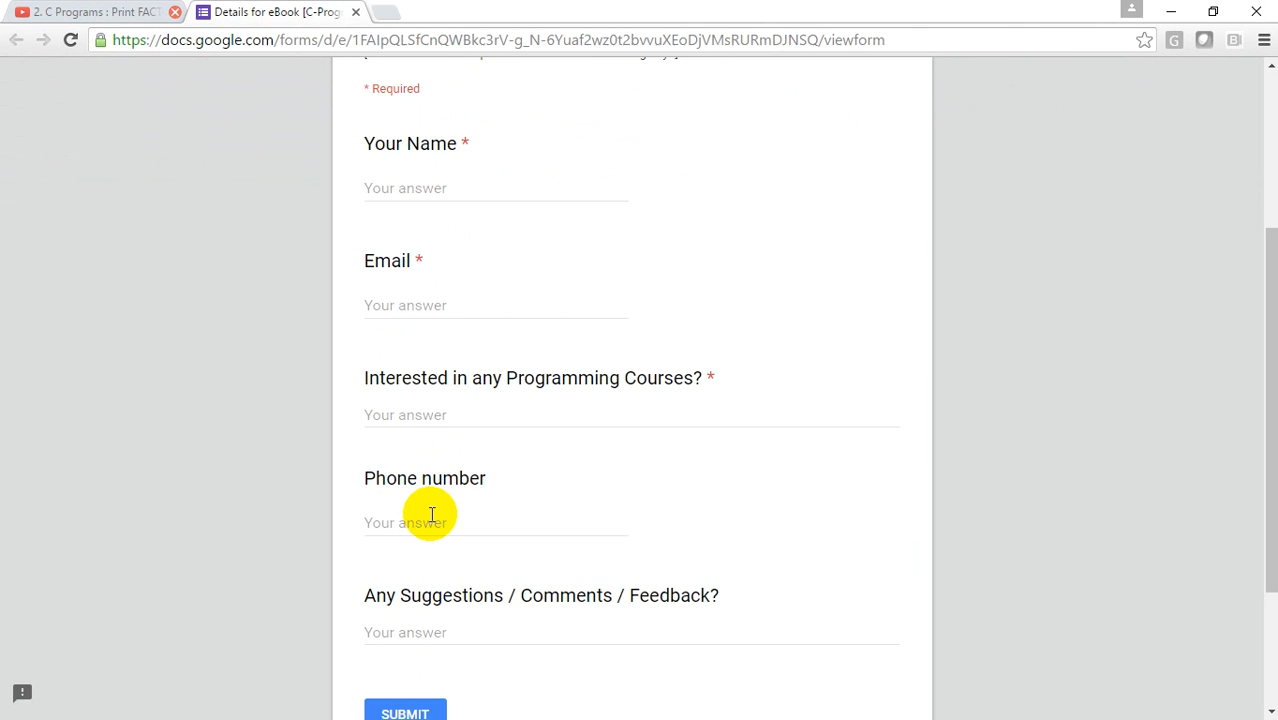 2. C Programs : Print FACT
Details for eBook [C-Prog
https://docs.google.com/forms/d/e/1FAIpQLSfCnQWBkc3rV-g_N-6Yuaf2wz0t2bvvuXEoDjVMsRURmDJNSQ/viewform
* Required
Your Name *
Your answer
Email *
Your answer
Interested in any Programming Courses? *
Your answer
Phone number
Your answer
Any Suggestions / Comments / Feedback?
Your answer
SUBMIT